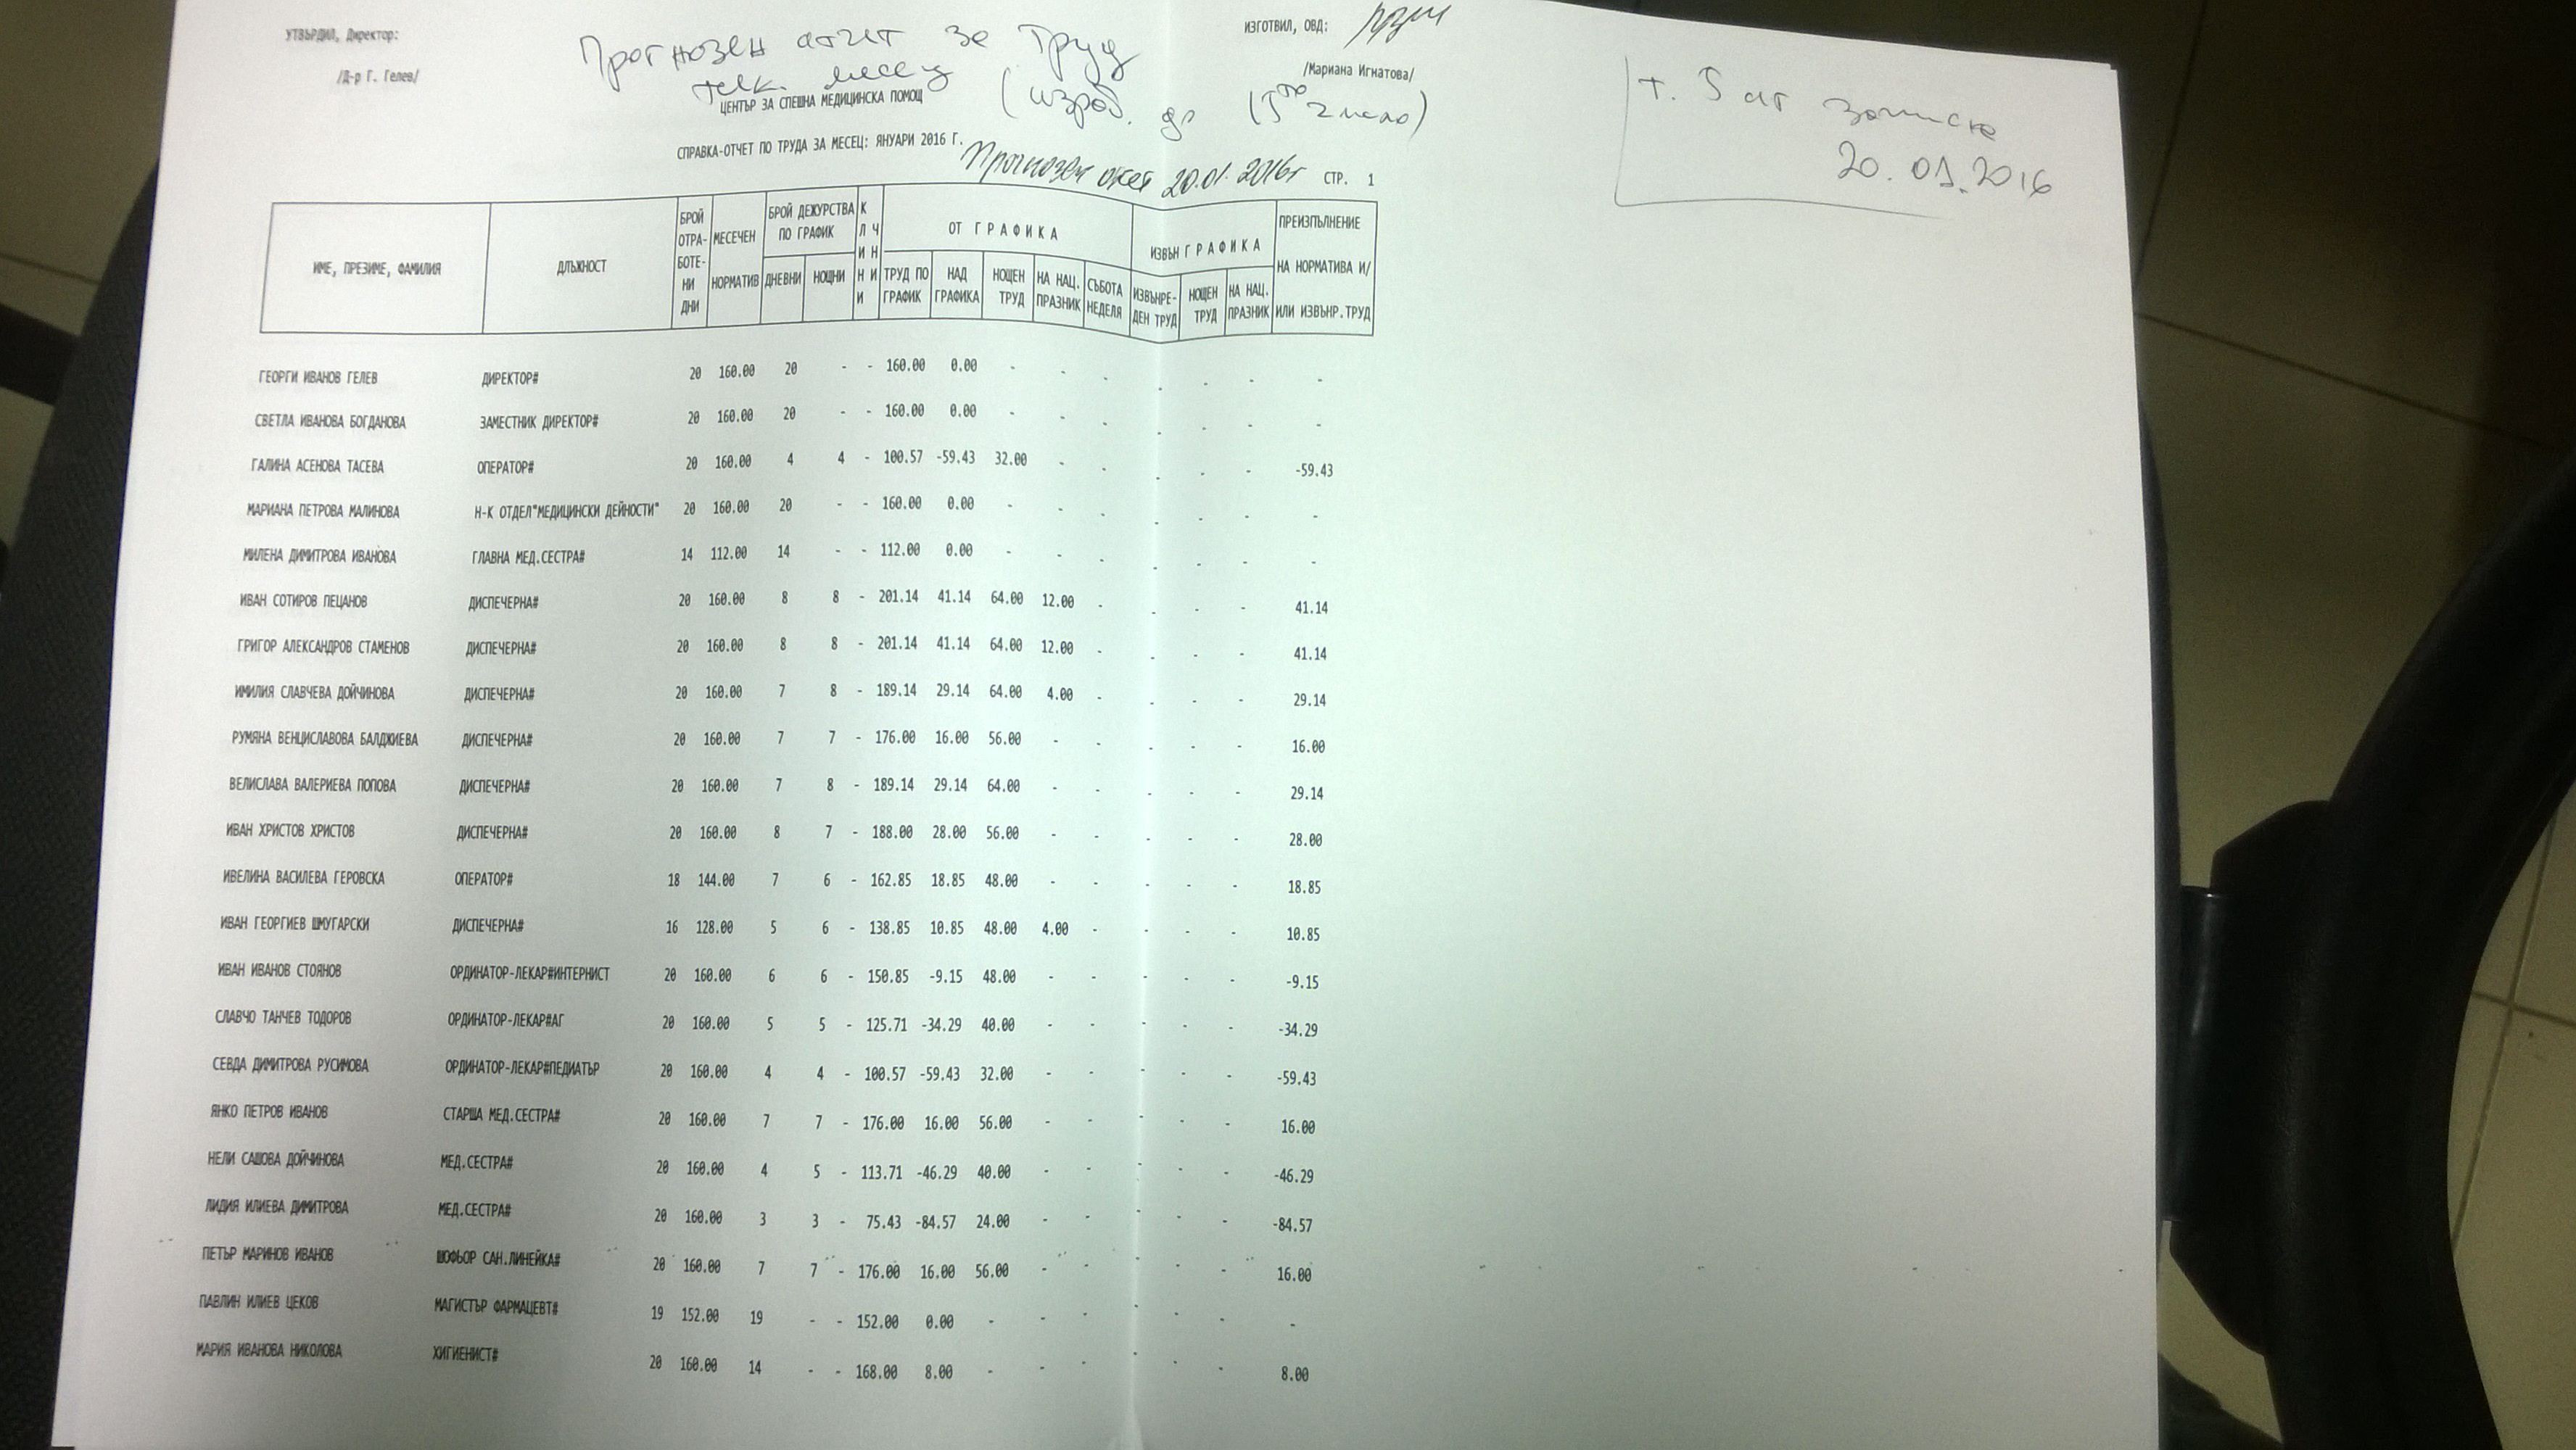 УТВЪРДИЛ, Директор:
ИЗГОТВИЛ, ОВД:
/Д-р Г. Гелев/
/Мариана Игнатова/
Прогнозен отчет за труд
тек. месец (изроб. до 15то число)
т. 5 от записка
20.01.2016
ЦЕНТЪР ЗА СПЕШНА МЕДИЦИНСКА ПОМОЩ
СПРАВКА-ОТЧЕТ ПО ТРУДА ЗА МЕСЕЦ: ЯНУАРИ 2016 Г.
Прогнозен отчет 20.01.2016г СТР. 1
ИМЕ, ПРЕЗИМЕ, ФАМИЛИЯ
ДЛЪЖНОСТ
БРОЙ ОТРА- БОТЕ- НИ ДНИ
МЕСЕЧЕН НОРМАТИВ
БРОЙ ДЕЖУРСТВА ПО ГРАФИК
ДНЕВНИ НОЩНИ
КЛИНИ ЧНИ
ОТ ГРАФИКА
ТРУД ПО ГРАФИК
НАД ГРАФИКА
НОЩЕН ТРУД
НА НАЦ. ПРАЗНИК
СЪБОТА НЕДЕЛЯ
ИЗВЪН ГРАФИКА
ИЗВЪНРЕ- ДЕН ТРУД
НОЩЕН ТРУД
НА НАЦ. ПРАЗНИК
ПРЕИЗПЪЛНЕНИЕ НА НОРМАТИВА И/ ИЛИ ИЗВЪНР.ТРУД
ГЕОРГИ ИВАНОВ ГЕЛЕВ ДИРЕКТОР# 20 160.00 20 - - 160.00 0.00 - - - - - - -
СВЕТЛА ИВАНОВА БОГДАНОВА ЗАМЕСТНИК ДИРЕКТОР# 20 160.00 20 - - 160.00 0.00 - - - - - - -
ГАЛИНА АСЕНОВА ТАСЕВА ОПЕРАТОР# 20 160.00 4 4 - 100.57 -59.43 32.00 - - - - - -59.43
МАРИАНА ПЕТРОВА МАЛИНОВА Н-К ОТДЕЛ"МЕДИЦИНСКИ ДЕЙНОСТИ" 20 160.00 20 - - 160.00 0.00 - - - - - - -
МИЛЕНА ДИМИТРОВА ИВАНОВА ГЛАВНА МЕД.СЕСТРА# 14 112.00 14 - - 112.00 0.00 - - - - - - -
ИВАН СОТИРОВ ПЕЦАНОВ ДИСПЕЧЕРНА# 20 160.00 8 8 - 201.14 41.14 64.00 12.00 - - - - 41.14
ГРИГОР АЛЕКСАНДРОВ СТАМЕНОВ ДИСПЕЧЕРНА# 20 160.00 8 8 - 201.14 41.14 64.00 12.00 - - - - 41.14
ИМИЛИЯ СЛАВЧЕВА ДОЙЧИНОВА ДИСПЕЧЕРНА# 20 160.00 7 8 - 189.14 29.14 64.00 4.00 - - - - 29.14
РУМЯНА ВЕНЦИСЛАВОВА БАЛДЖИЕВА ДИСПЕЧЕРНА# 20 160.00 7 7 - 176.00 16.00 56.00 - - - - - 16.00
ВЕЛИСЛАВА ВАЛЕРИЕВА ПОПОВА ДИСПЕЧЕРНА# 20 160.00 7 8 - 189.14 29.14 64.00 - - - - - 29.14
ИВАН ХРИСТОВ ХРИСТОВ ДИСПЕЧЕРНА# 20 160.00 8 7 - 188.00 28.00 56.00 - - - - - 28.00
ИВЕЛИНА ВАСИЛЕВА ГЕРОВСКА ОПЕРАТОР# 18 144.00 7 6 - 162.85 18.85 48.00 - - - - - 18.85
ИВАН ГЕОРГИЕВ ШМУГАРСКИ ДИСПЕЧЕРНА# 16 128.00 5 6 - 138.85 10.85 48.00 4.00 - - - - 10.85
ИВАН ИВАНОВ СТОЯНОВ ОРДИНАТОР-ЛЕКАР#ИНТЕРНИСТ 20 160.00 6 6 - 150.85 -9.15 48.00 - - - - - -9.15
СЛАВЧО ТАНЧЕВ ТОДОРОВ ОРДИНАТОР-ЛЕКАР#АГ 20 160.00 5 5 - 125.71 -34.29 40.00 - - - - - -34.29
СЕВДА ДИМИТРОВА РУСИМОВА ОРДИНАТОР-ЛЕКАР#ПЕДИАТЪР 20 160.00 4 4 - 100.57 -59.43 32.00 - - - - - -59.43
ЯНКО ПЕТРОВ ИВАНОВ СТАРША МЕД.СЕСТРА# 20 160.00 7 7 - 176.00 16.00 56.00 - - - - - 16.00
НЕЛИ САШОВА ДОЙЧИНОВА МЕД.СЕСТРА# 20 160.00 4 5 - 113.71 -46.29 40.00 - - - - - -46.29
ЛИДИЯ ИЛИЕВА ДИМИТРОВА МЕД.СЕСТРА# 20 160.00 3 3 - 75.43 -84.57 24.00 - - - - - -84.57
ПЕТЪР МАРИНОВ ИВАНОВ ШОФЬОР САН.ЛИНЕЙКА# 20 160.00 7 7 - 176.00 16.00 56.00 - - - - - 16.00
ПАВЛИН ИЛИЕВ ЦЕКОВ МАГИСТЪР ФАРМАЦЕВТ# 19 152.00 19 - - 152.00 0.00 - - - - - - -
МАРИЯ ИВАНОВА НИКОЛОВА ХИГИЕНИСТ# 20 160.00 14 - - 168.00 8.00 - - - - - - 8.00